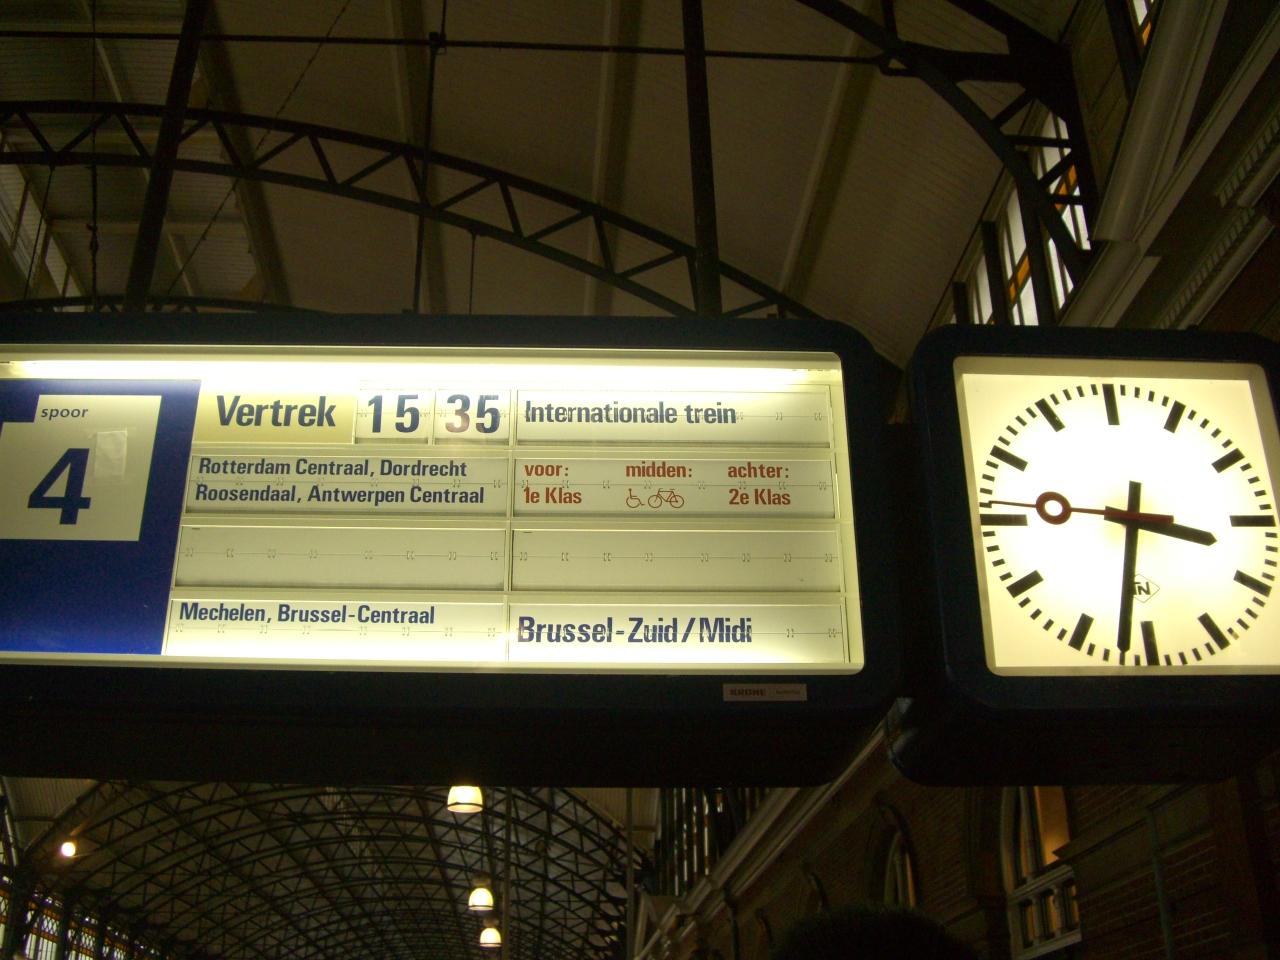 spoor
4
Vertrek 15 35 Internationale trein
Rotterdam Centraal, Dordrecht
Roosendaal, Antwerpen Centraal
voor: midden: achter:
1e Klas 2e Klas
Mechelen, Brussel-Centraal
Brussel-Zuid/Midi
KRONE